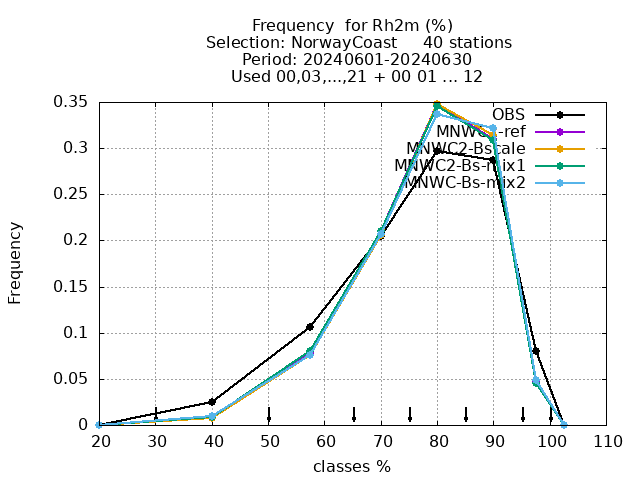 Frequency for Rh2m (%)
Selection: NorwayCoast 40 stations
Period: 20240601-20240630
Used 00,03,...,21 + 00 01 ... 12
OBS
MNWC2-ref
MNWC2-Bscale
MNWC2-Bs-mix1
MNWC-Bs-mix2
0.35
0.3
0.25
0.2
0.15
0.1
0.05
0
Frequency
20 30 40 50 60 70 80 90 100 110
classes %